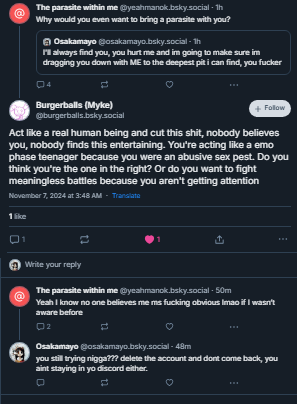 The parasite within me @yeahmanok.bsky.social · 1h
Why would you even want to bring a parasite with you?
Osakamayo @osakamayo.bsky.social · 1h
I'll always find you, you hurt me and im going to make sure im
dragging you down with ME to the deepest pit i can find, you fucker
4
Burgerballs (Myke)
@burgerballs.bsky.social
+ Follow
Act like a real human being and cut this shit, nobody believes
you, nobody finds this entertaining. You're acting like a emo
phase teenager because you were an abusive sex pest. Do you
think you're the one in the right? Or do you want to fight
meaningless battles because you aren't getting attention
November 7, 2024 at 3:48 AM · Translate
1 like
1 1
Write your reply
The parasite within me @yeahmanok.bsky.social · 50m
Yeah I know no one believes me ms fucking obvious lmao if I wasn't
aware before
2
Osakamayo @osakamayo.bsky.social · 48m
you still trying nigga??? delete the account and dont come back, you
aint staying in yo discord either.